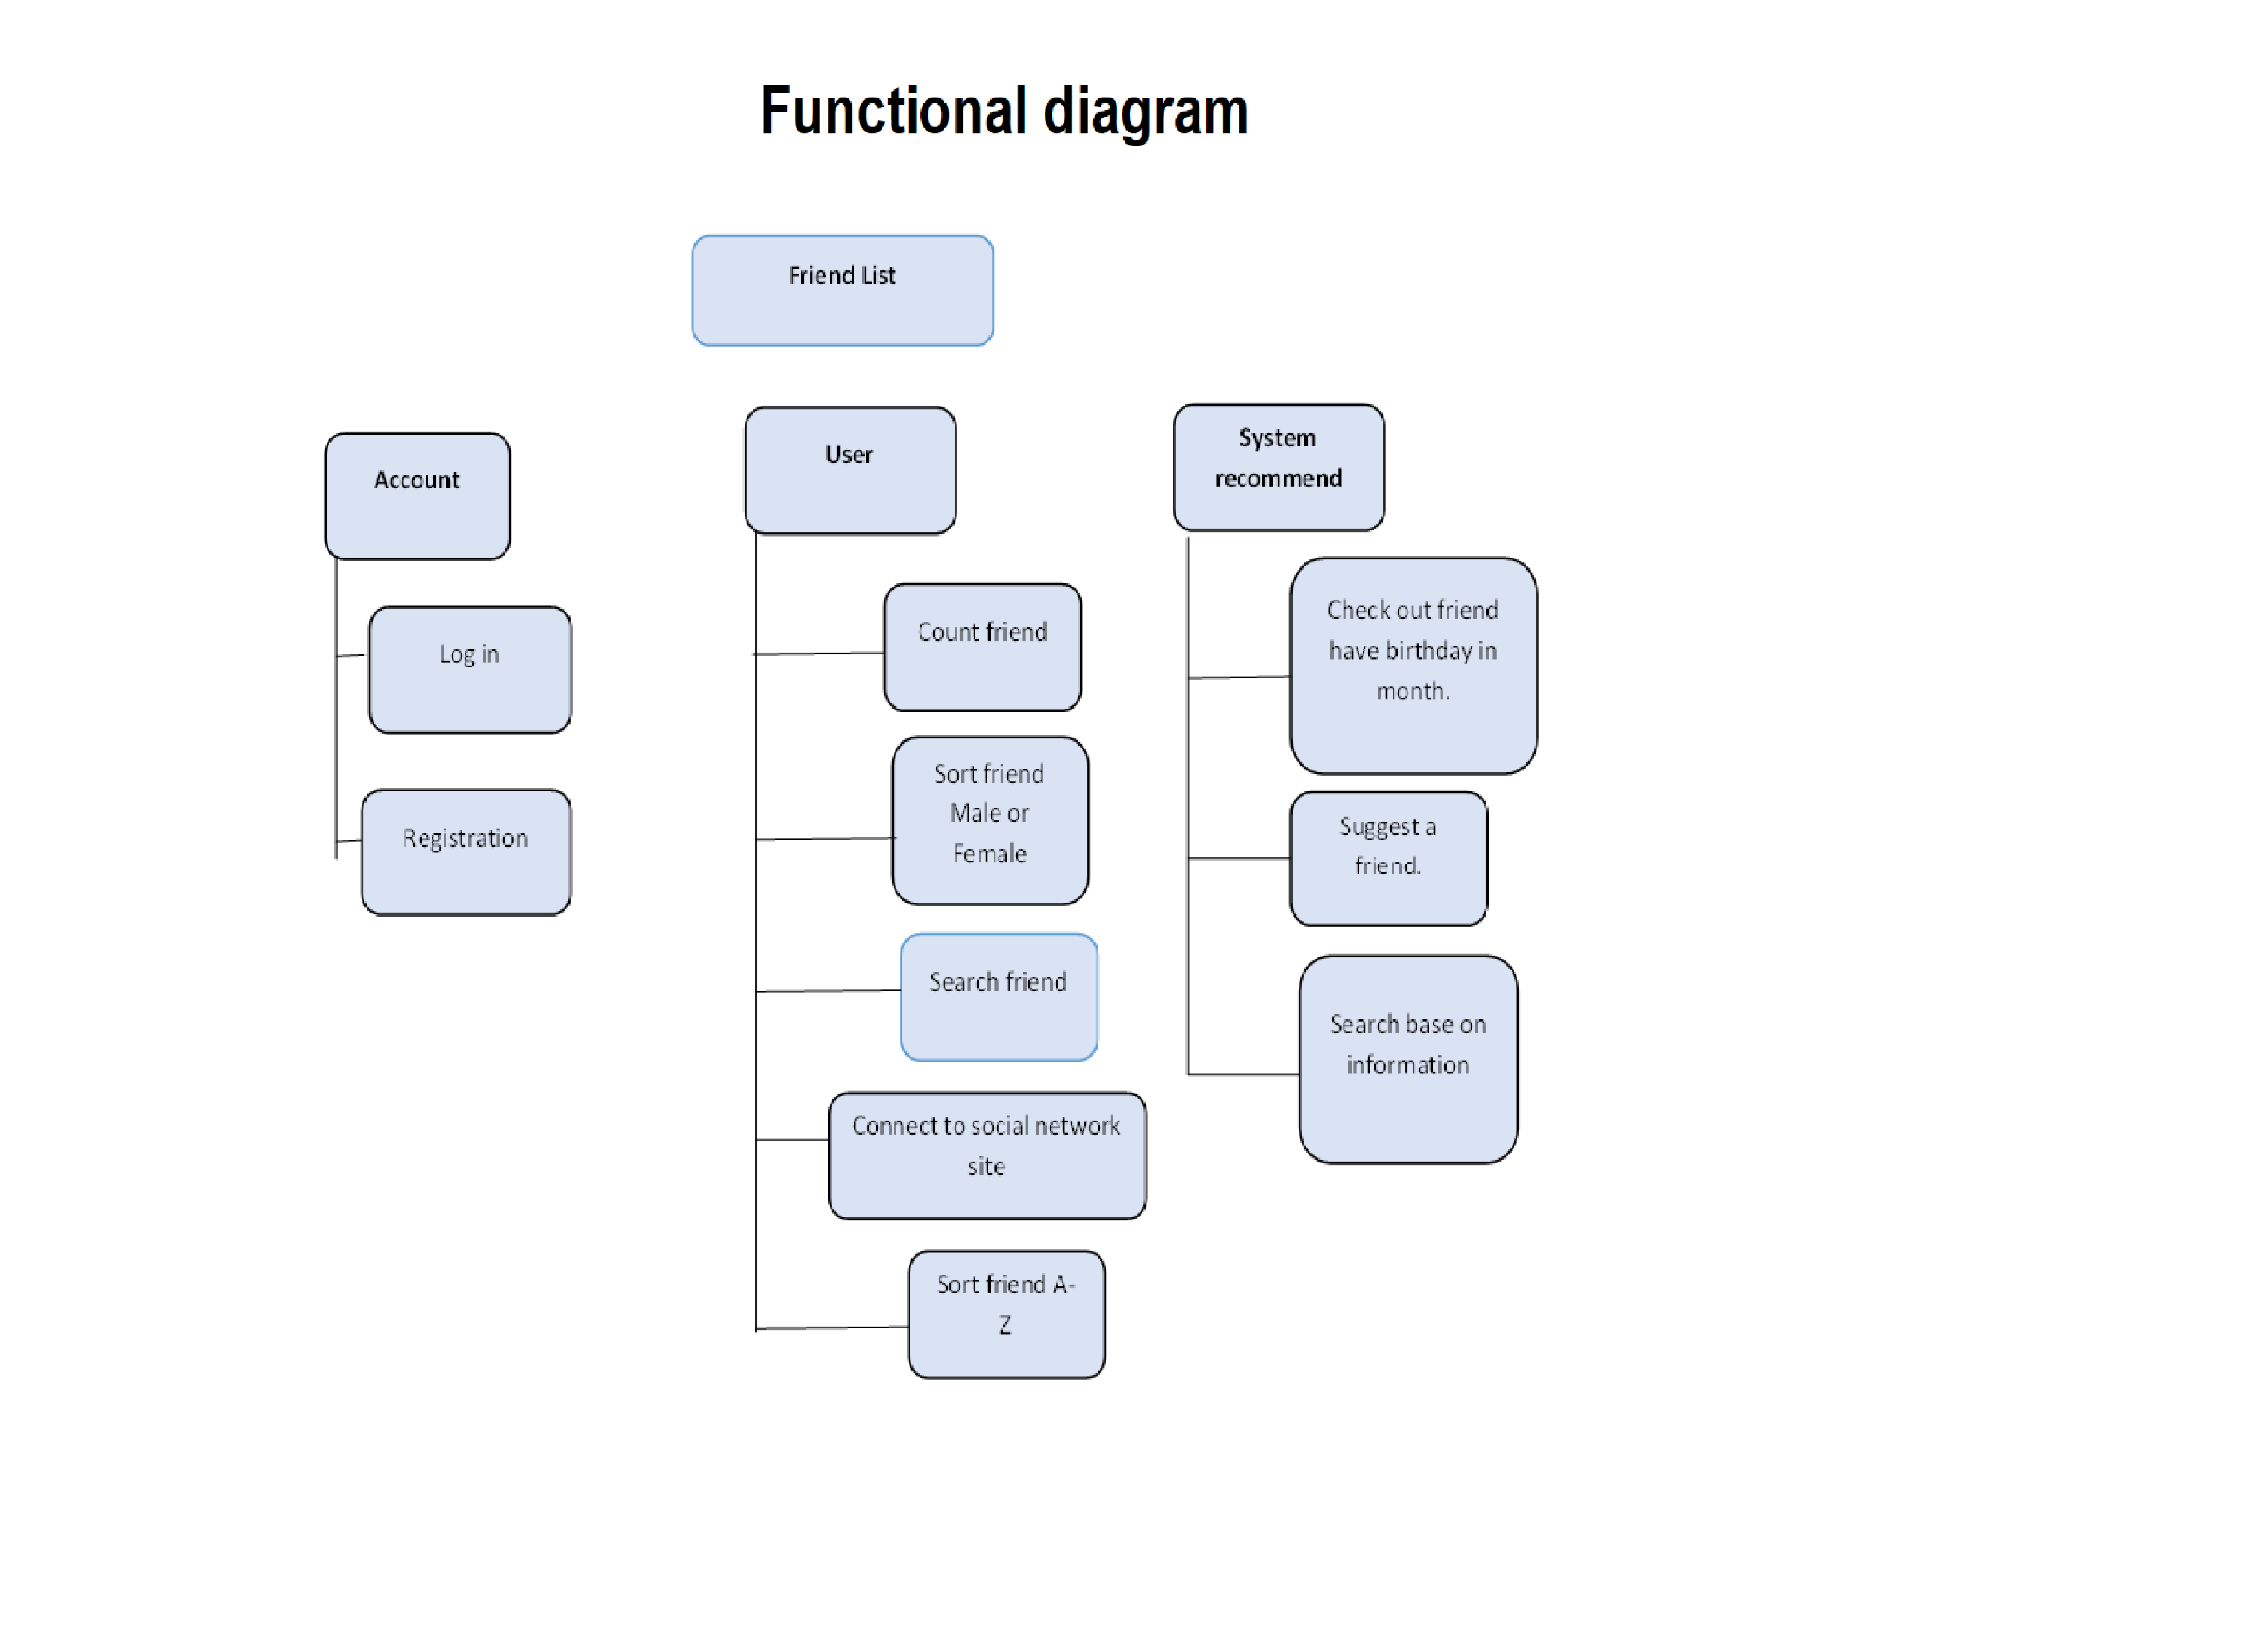 Functional diagram
Friend List
Account
Log in
Registration
User
Count friend
Sort friend
Male or
Female
Search friend
Connect to social network
site
Sort friend A-
Z
System
recommend
Check out friend
have birthday in
month.
Suggest a
friend.
Search base on
information